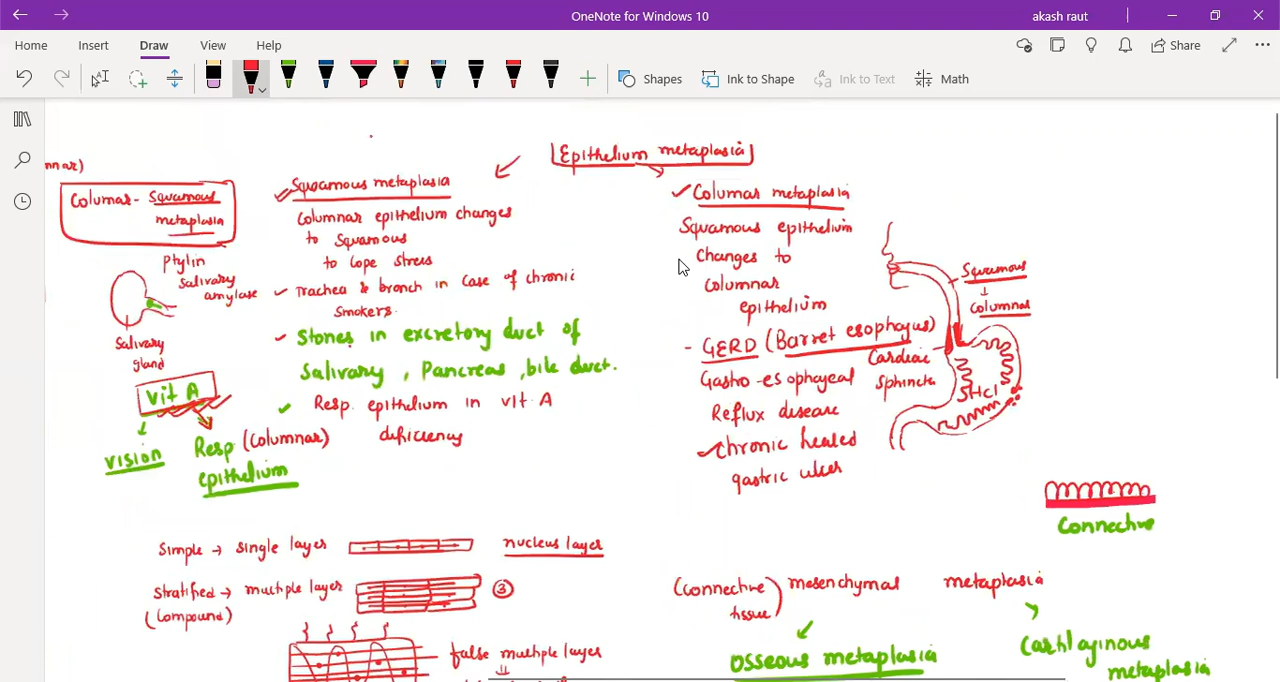 OneNote for Windows 10
akash raut
Home Insert Draw View Help
Share
Shapes
Ink to Shape
Ink to Text
Math
Epithelium metaplasia
nnar)
Columar - Squamous
metaplasia
Squamous metaplasia
Columnar epithelium changes
to Squamous
to Cope stress
Trachea & bronch in Case of chronic
smokers.
Stones in excretory duct of
Salivary , Pancreas, bile duct.
Resp. epithelium in vit A
deficiency
Ptylin
Salivary
amylase
Salivary
gland
vit A
vision
Resp (Columnar)
epithelium
Columar metaplasia
Squamous epithelium
Changes to
Columnar
epithelium
- GERD (Barret esophagus)
Gastro-esophageal
Reflux disease
Chronic healed
gastric ulcer
Squamous
↓
Columnar
Cardiac
sphincte
HCl
Connective
Simple → single layer
nucleus layer
Stratified → multiple layer
(Compound)
3
false multiple layer
(Connective
tissue)
mesenchymal metaplasia
Osseous metaplasia
Cartilaginous
metaplasia